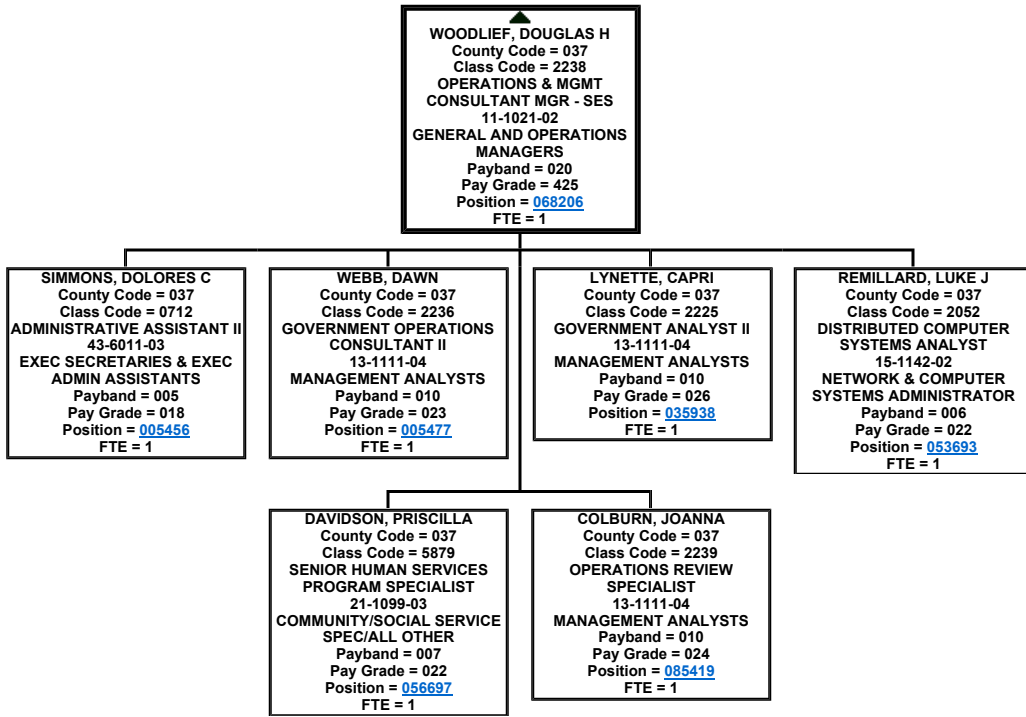 WOODLIEF, DOUGLAS H
County Code = 037
Class Code = 2238
OPERATIONS & MGMT
CONSULTANT MGR - SES
11-1021-02
GENERAL AND OPERATIONS
MANAGERS
Payband = 020
Pay Grade = 425
Position = 068206
FTE = 1
SIMMONS, DOLORES C
County Code = 037
Class Code = 0712
ADMINISTRATIVE ASSISTANT II
43-6011-03
EXEC SECRETARIES & EXEC
ADMIN ASSISTANTS
Payband = 005
Pay Grade = 018
Position = 005456
FTE = 1
WEBB, DAWN
County Code = 037
Class Code = 2236
GOVERNMENT OPERATIONS
CONSULTANT II
13-1111-04
MANAGEMENT ANALYSTS
Payband = 010
Pay Grade = 023
Position = 005477
FTE = 1
LYNETTE, CAPRI
County Code = 037
Class Code = 2225
GOVERNMENT ANALYST II
13-1111-04
MANAGEMENT ANALYSTS
Payband = 010
Pay Grade = 026
Position = 035938
FTE = 1
REMILLARD, LUKE J
County Code = 037
Class Code = 2052
DISTRIBUTED COMPUTER
SYSTEMS ANALYST
15-1142-02
NETWORK & COMPUTER
SYSTEMS ADMINISTRATOR
Payband = 006
Pay Grade = 022
Position = 053693
FTE = 1
DAVIDSON, PRISCILLA
County Code = 037
Class Code = 5879
SENIOR HUMAN SERVICES
PROGRAM SPECIALIST
21-1099-03
COMMUNITY/SOCIAL SERVICE
SPEC/ALL OTHER
Payband = 007
Pay Grade = 022
Position = 056697
FTE = 1
COLBURN, JOANNA
County Code = 037
Class Code = 2239
OPERATIONS REVIEW
SPECIALIST
13-1111-04
MANAGEMENT ANALYSTS
Payband = 010
Pay Grade = 024
Position = 085419
FTE = 1